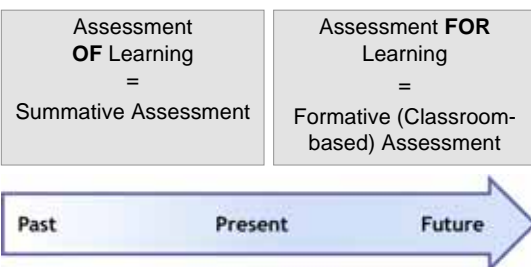 Assessment
OF Learning
=
Summative Assessment
Assessment FOR
Learning
=
Formative (Classroom-
based) Assessment
Past Present Future